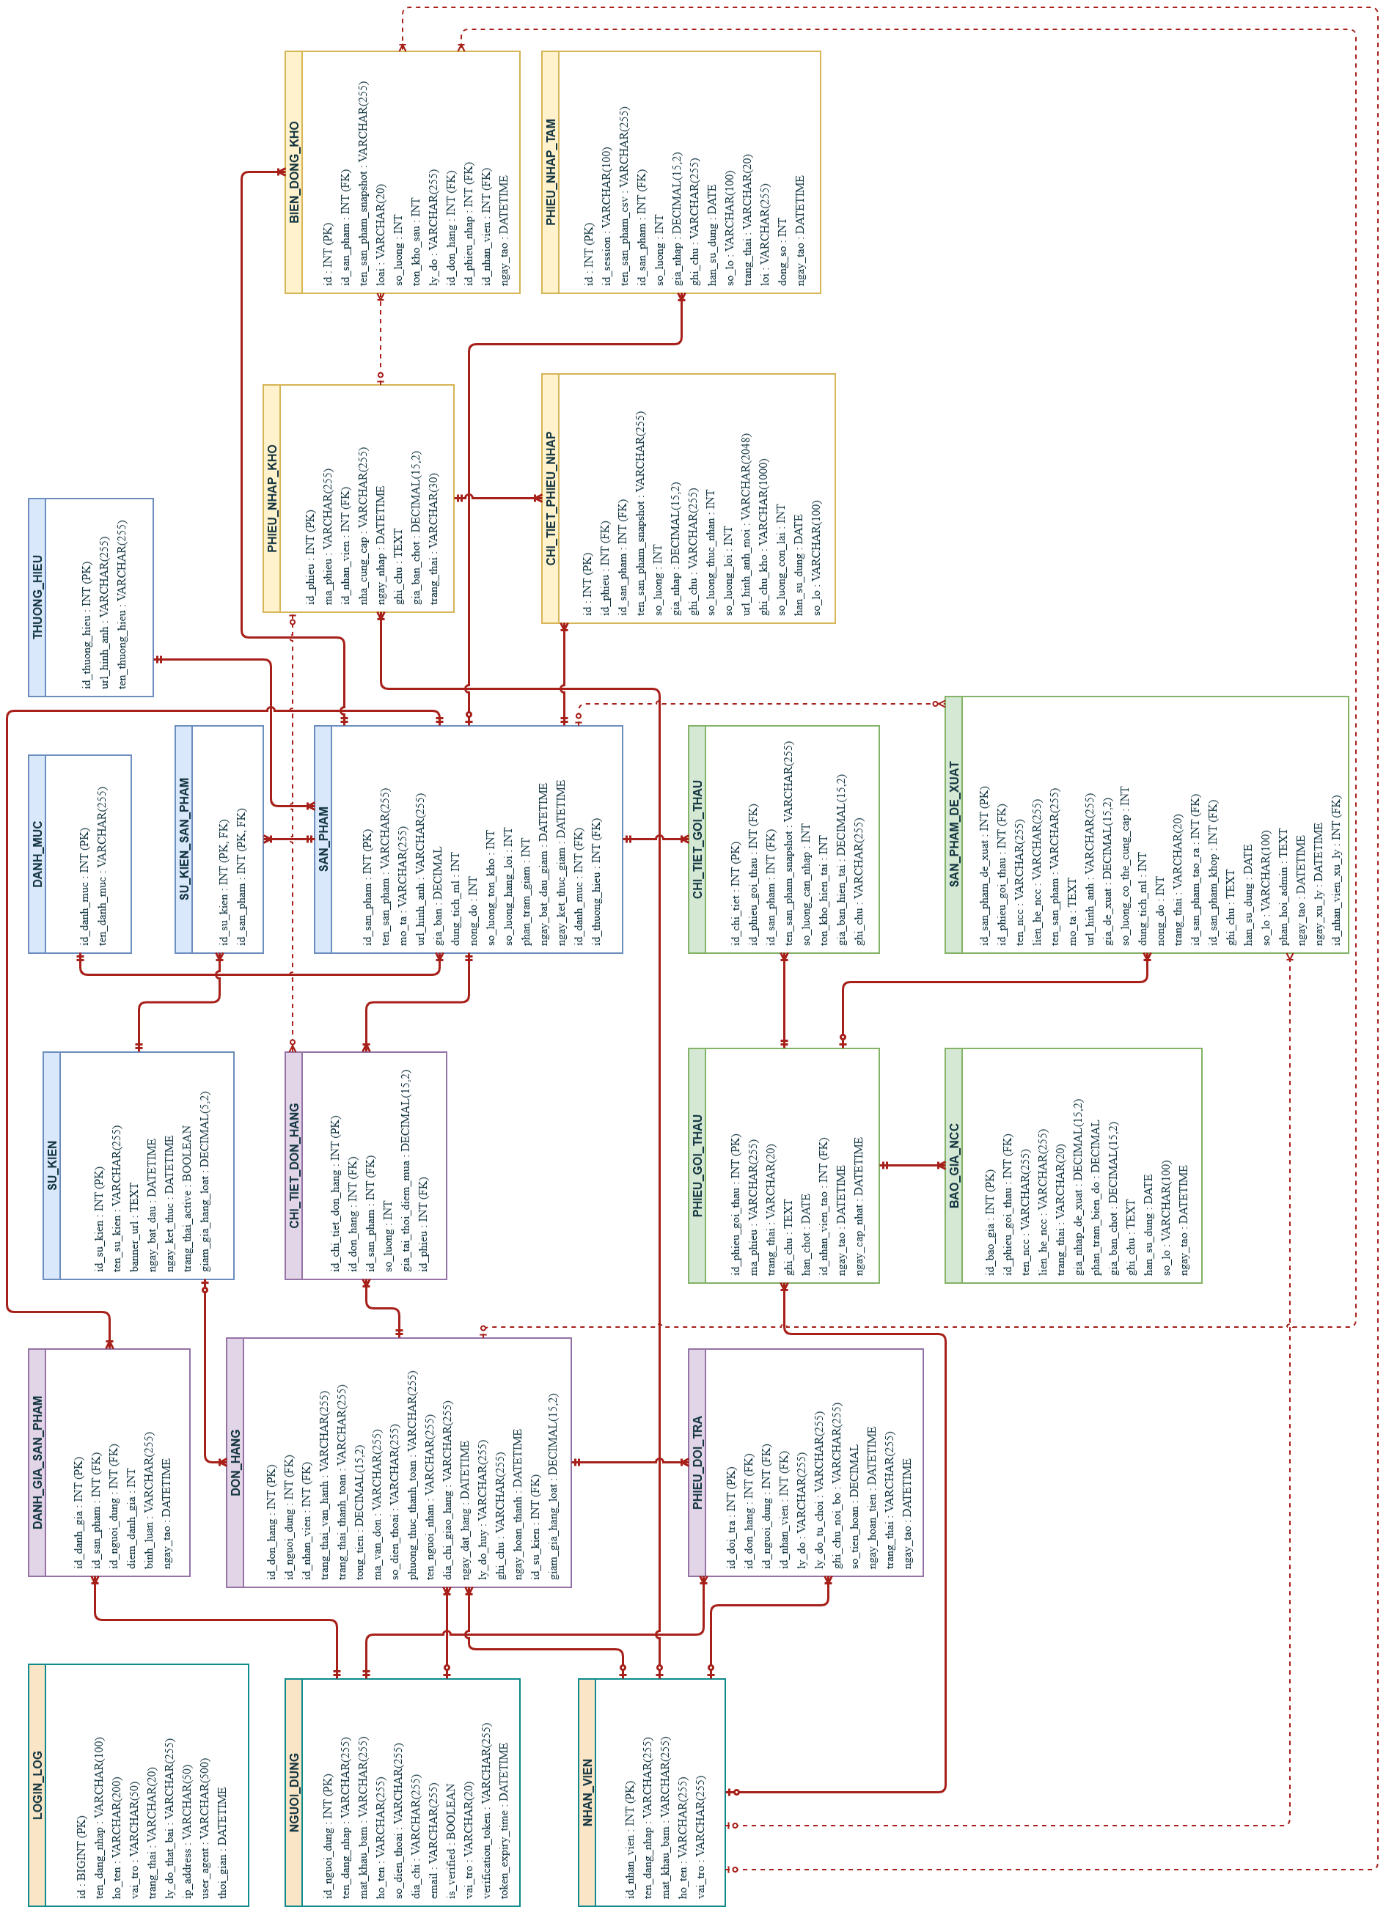 LOGIN_LOG
id : BIGINT (PK)
ten_dang_nhap : VARCHAR(100)
ho_ten : VARCHAR(200)
vai_tro : VARCHAR(50)
trang_thai : VARCHAR(20)
ly_do_that_bai : VARCHAR(255)
ip_address : VARCHAR(50)
user_agent : VARCHAR(500)
thoi_gian : DATETIME
DANH_GIA_SAN_PHAM
id_danh_gia : INT (PK)
id_san_pham : INT (FK)
id_nguoi_dung : INT (FK)
diem_danh_gia : INT
binh_luan : VARCHAR(255)
ngay_tao : DATETIME
SU_KIEN
id_su_kien : INT (PK)
ten_su_kien : VARCHAR(255)
banner_url : TEXT
ngay_bat_dau : DATETIME
ngay_ket_thuc : DATETIME
trang_thai_active : BOOLEAN
giam_gia_hang_loat : DECIMAL(5,2)
DANH_MUC
id_danh_muc : INT (PK)
ten_danh_muc : VARCHAR(255)
THUONG_HIEU
id_thuong_hieu : INT (PK)
url_hinh_anh : VARCHAR(255)
ten_thuong_hieu : VARCHAR(255)
SU_KIEN_SAN_PHAM
id_su_kien : INT (PK, FK)
id_san_pham : INT (PK, FK)
NGUOI_DUNG
id_nguoi_dung : INT (PK)
ten_dang_nhap : VARCHAR(255)
mat_khau_bam : VARCHAR(255)
ho_ten : VARCHAR(255)
so_dien_thoai : VARCHAR(255)
dia_chi : VARCHAR(255)
email : VARCHAR(255)
is_verified : BOOLEAN
vai_tro : VARCHAR(20)
verification_token : VARCHAR(255)
token_expiry_time : DATETIME
DON_HANG
id_don_hang : INT (PK)
id_nguoi_dung : INT (FK)
id_nhan_vien : INT (FK)
trang_thai_van_hanh : VARCHAR(255)
trang_thai_thanh_toan : VARCHAR(255)
tong_tien : DECIMAL(15,2)
ma_van_don : VARCHAR(255)
so_dien_thoai : VARCHAR(255)
phuong_thuc_thanh_toan : VARCHAR(255)
ten_nguoi_nhan : VARCHAR(255)
dia_chi_giao_hang : VARCHAR(255)
ngay_dat_hang : DATETIME
ly_do_huy : VARCHAR(255)
ghi_chu : VARCHAR(255)
ngay_hoan_thanh : DATETIME
id_su_kien : INT (FK)
giam_gia_hang_loat : DECIMAL(15,2)
CHI_TIET_DON_HANG
id_chi_tiet_don_hang : INT (PK)
id_don_hang : INT (FK)
id_san_pham : INT (FK)
so_luong : INT
gia_tai_thoi_diem_mua : DECIMAL(15,2)
id_phieu : INT (FK)
SAN_PHAM
id_san_pham : INT (PK)
ten_san_pham : VARCHAR(255)
mo_ta : VARCHAR(255)
url_hinh_anh : VARCHAR(255)
gia_ban : DECIMAL
dung_tich_ml : INT
nong_do : INT
so_luong_ton_kho : INT
so_luong_hang_loi : INT
phan_tram_giam : INT
ngay_bat_dau_giam : DATETIME
ngay_ket_thuc_giam : DATETIME
id_danh_muc : INT (FK)
id_thuong_hieu : INT (FK)
PHIEU_NHAP_KHO
id_phieu : INT (PK)
ma_phieu : VARCHAR(255)
id_nhan_vien : INT (FK)
nha_cung_cap : VARCHAR(255)
ngay_nhap : DATETIME
ghi_chu : TEXT
gia_ban_chot : DECIMAL(15,2)
trang_thai : VARCHAR(30)
BIEN_DONG_KHO
id : INT (PK)
id_san_pham : INT (FK)
ten_san_pham_snapshot : VARCHAR(255)
loai : VARCHAR(20)
so_luong : INT
ton_kho_sau : INT
ly_do : VARCHAR(255)
id_don_hang : INT (FK)
id_phieu_nhap : INT (FK)
id_nhan_vien : INT (FK)
ngay_tao : DATETIME
NHAN_VIEN
id_nhan_vien : INT (PK)
ten_dang_nhap : VARCHAR(255)
mat_khau_bam : VARCHAR(255)
ho_ten : VARCHAR(255)
vai_tro : VARCHAR(255)
PHIEU_DOI_TRA
id_doi_tra : INT (PK)
id_don_hang : INT (FK)
id_nguoi_dung : INT (FK)
id_nhan_vien : INT (FK)
ly_do : VARCHAR(255)
ly_do_tu_choi : VARCHAR(255)
ghi_chu_noi_bo : VARCHAR(255)
so_tien_hoan : DECIMAL
ngay_hoan_tien : DATETIME
trang_thai : VARCHAR(255)
ngay_tao : DATETIME
PHIEU_GOI_THAU
id_phieu_goi_thau : INT (PK)
ma_phieu : VARCHAR(255)
trang_thai : VARCHAR(20)
ghi_chu : TEXT
han_chot : DATE
id_nhan_vien_tao : INT (FK)
ngay_tao : DATETIME
ngay_cap_nhat : DATETIME
CHI_TIET_GOI_THAU
id_chi_tiet : INT (PK)
id_phieu_goi_thau : INT (FK)
id_san_pham : INT (FK)
ten_san_pham_snapshot : VARCHAR(255)
so_luong_can_nhap : INT
ton_kho_hien_tai : INT
gia_ban_hien_tai : DECIMAL(15,2)
ghi_chu : VARCHAR(255)
CHI_TIET_PHIEU_NHAP
id : INT (PK)
id_phieu : INT (FK)
id_san_pham : INT (FK)
ten_san_pham_snapshot : VARCHAR(255)
so_luong : INT
gia_nhap : DECIMAL(15,2)
ghi_chu : VARCHAR(255)
so_luong_thuc_nhan : INT
so_luong_loi : INT
url_hinh_anh_moi : VARCHAR(2048)
ghi_chu_kho : VARCHAR(1000)
so_luong_con_lai : INT
han_su_dung : DATE
so_lo : VARCHAR(100)
PHIEU_NHAP_TAM
id : INT (PK)
id_session : VARCHAR(100)
ten_san_pham_csv : VARCHAR(255)
id_san_pham : INT (FK)
so_luong : INT
gia_nhap : DECIMAL(15,2)
ghi_chu : VARCHAR(255)
han_su_dung : DATE
so_lo : VARCHAR(100)
trang_thai : VARCHAR(20)
loi : VARCHAR(255)
dong_so : INT
ngay_tao : DATETIME
BAO_GIA_NCC
id_bao_gia : INT (PK)
id_phieu_goi_thau : INT (FK)
ten_ncc : VARCHAR(255)
lien_he_ncc : VARCHAR(255)
trang_thai : VARCHAR(20)
gia_nhap_de_xuat : DECIMAL(15,2)
phan_tram_bien_do : DECIMAL
gia_ban_chot : DECIMAL(15,2)
ghi_chu : TEXT
han_su_dung : DATE
so_lo : VARCHAR(100)
ngay_tao : DATETIME
SAN_PHAM_DE_XUAT
id_san_pham_de_xuat : INT (PK)
id_phieu_goi_thau : INT (FK)
ten_ncc : VARCHAR(255)
lien_he_ncc : VARCHAR(255)
ten_san_pham : VARCHAR(255)
mo_ta : TEXT
url_hinh_anh : VARCHAR(255)
gia_de_xuat : DECIMAL(15,2)
so_luong_co_the_cung_cap : INT
dung_tich_ml : INT
nong_do : INT
trang_thai : VARCHAR(20)
id_san_pham_tao_ra : INT (FK)
id_san_pham_khop : INT (FK)
ghi_chu : TEXT
han_su_dung : DATE
so_lo : VARCHAR(100)
phan_hoi_admin : TEXT
ngay_tao : DATETIME
ngay_xu_ly : DATETIME
id_nhan_vien_xu_ly : INT (FK)